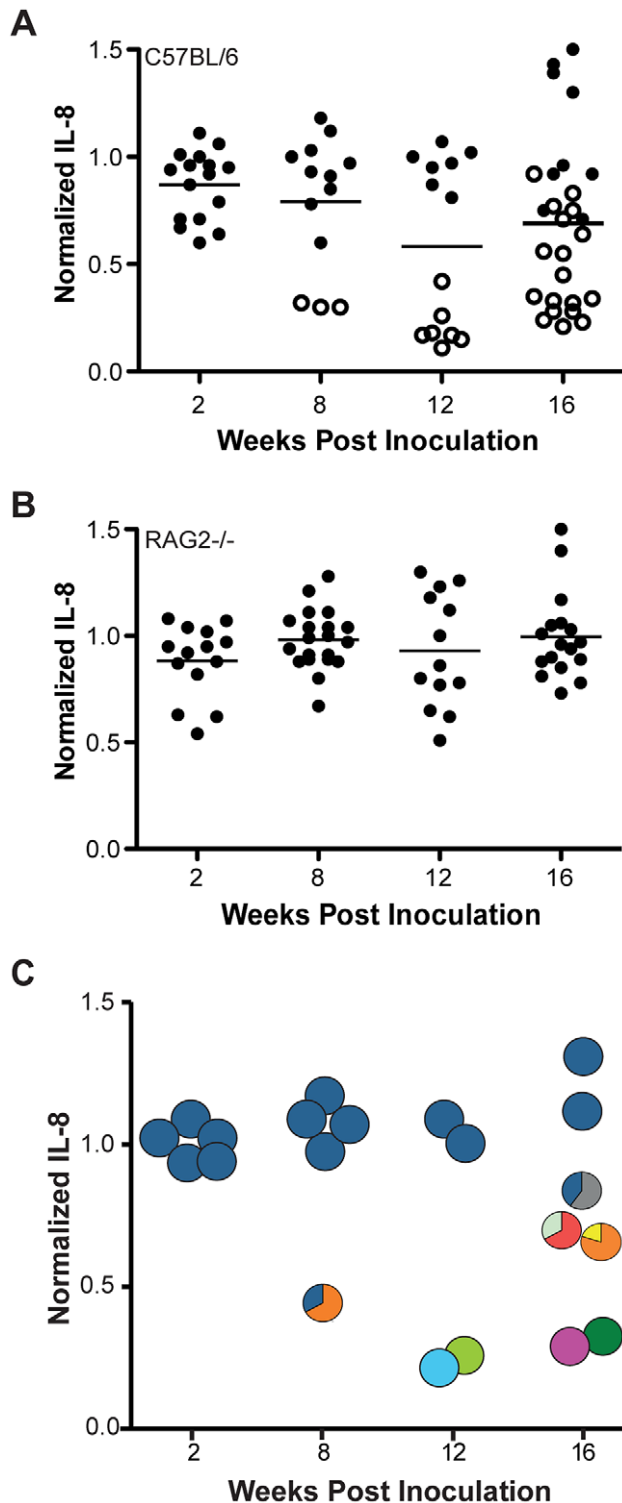 A
C57BL/6
1.5
1.0
0.5
0.0
Normalized IL-8
2 8 12 16
Weeks Post Inoculation
B
RAG2-/-
1.5
1.0
0.5
0.0
Normalized IL-8
2 8 12 16
Weeks Post Inoculation
C
1.5
1.0
0.5
0.0
Normalized IL-8
2 8 12 16
Weeks Post Inoculation